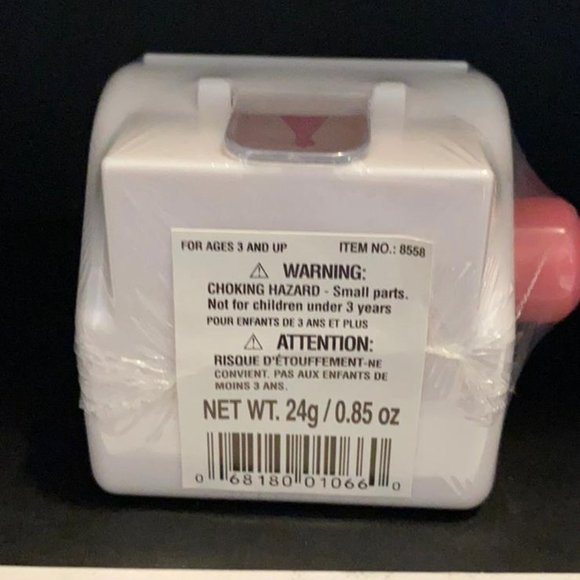 FOR AGES 3 AND UP ITEM NO.: 8558
⚠ WARNING:
CHOKING HAZARD - Small parts.
Not for children under 3 years
POUR ENFANTS DE 3 ANS ET PLUS
⚠ ATTENTION:
RISQUE D'ÉTOUFFEMENT-NE
CONVIENT. PAS AUX ENFANTS DE
MOINS 3 ANS.
NET WT. 24g / 0.85 oz
0 68180 01066 0